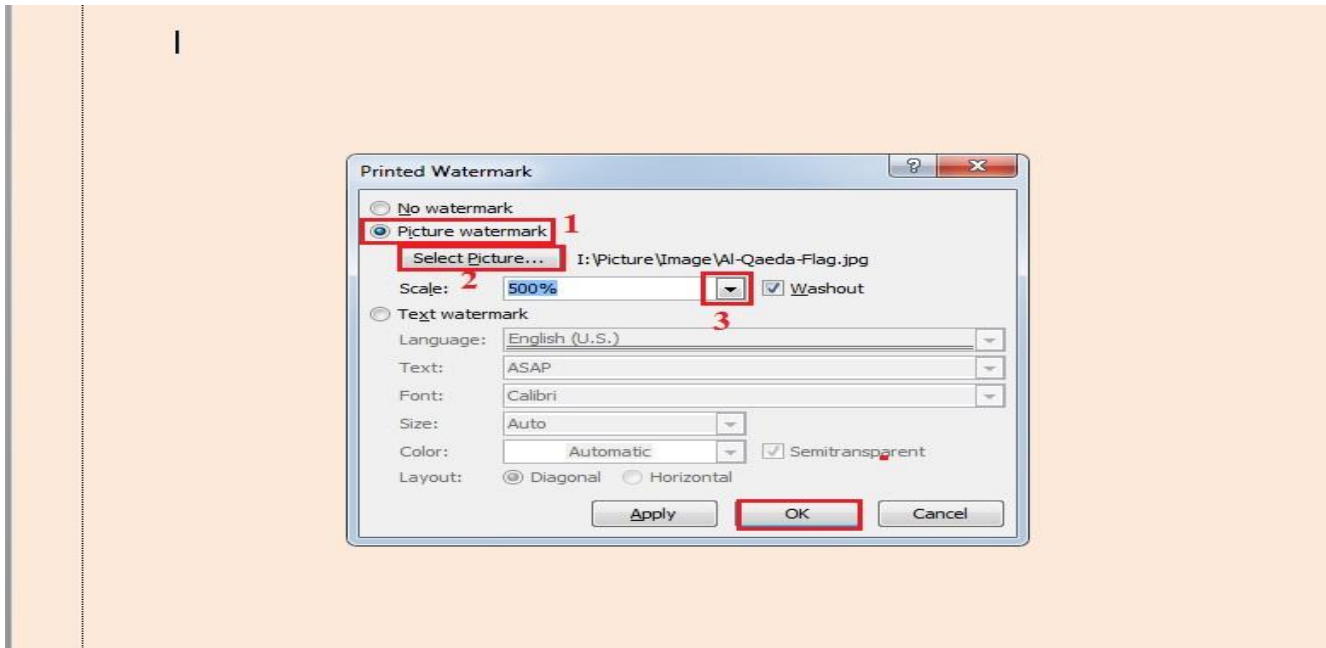 Printed Watermark
No watermark
Picture watermark 1
Select Picture... I:\Picture\Image\Al-Qaeda-Flag.jpg
2
Scale: 500% Washout
3
Text watermark
Language: English (U.S.)
Text: ASAP
Font: Calibri
Size: Auto
Color: Automatic Semitransparent
Layout: Diagonal Horizontal
Apply OK Cancel